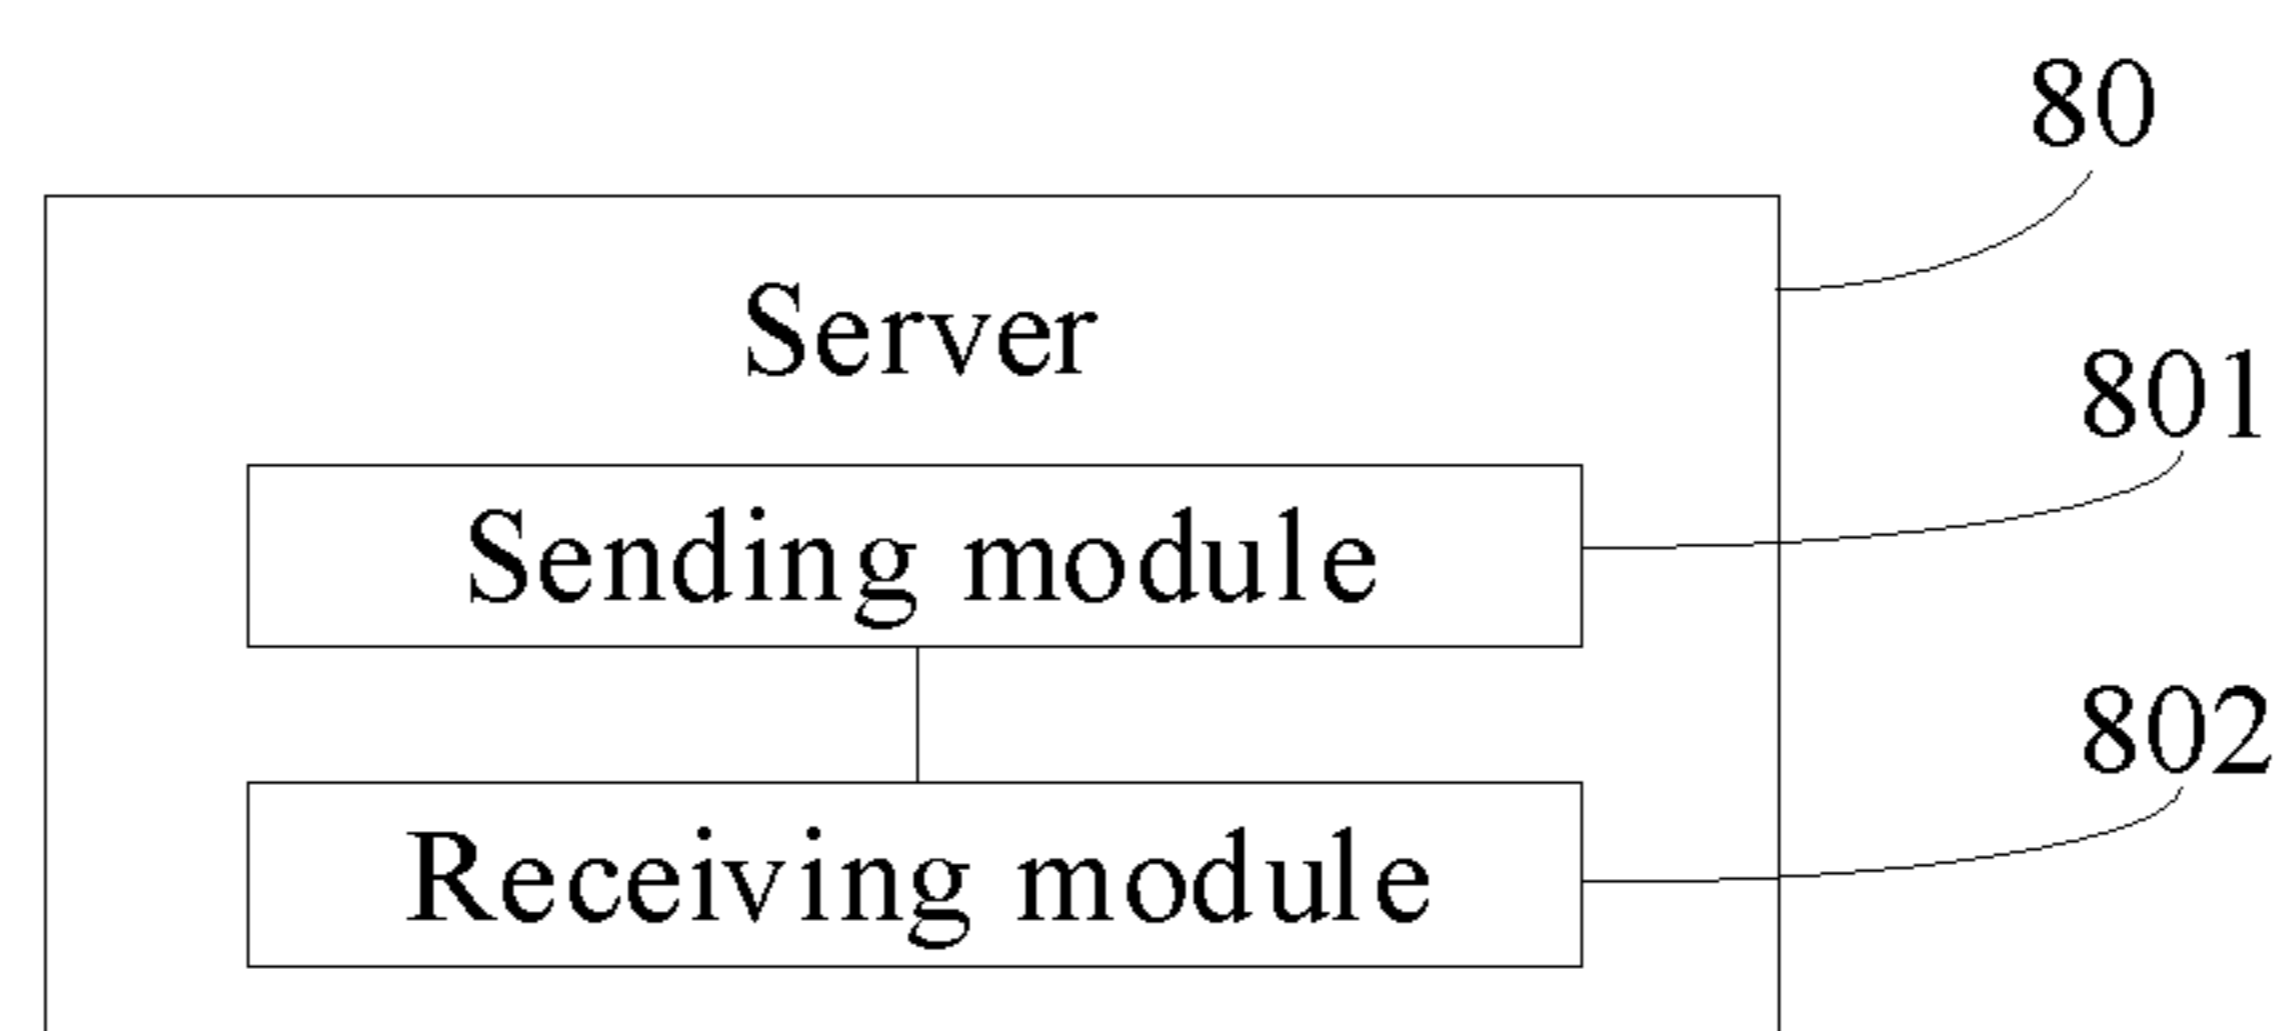 80
Server
801
Sending module
802
Receiving module